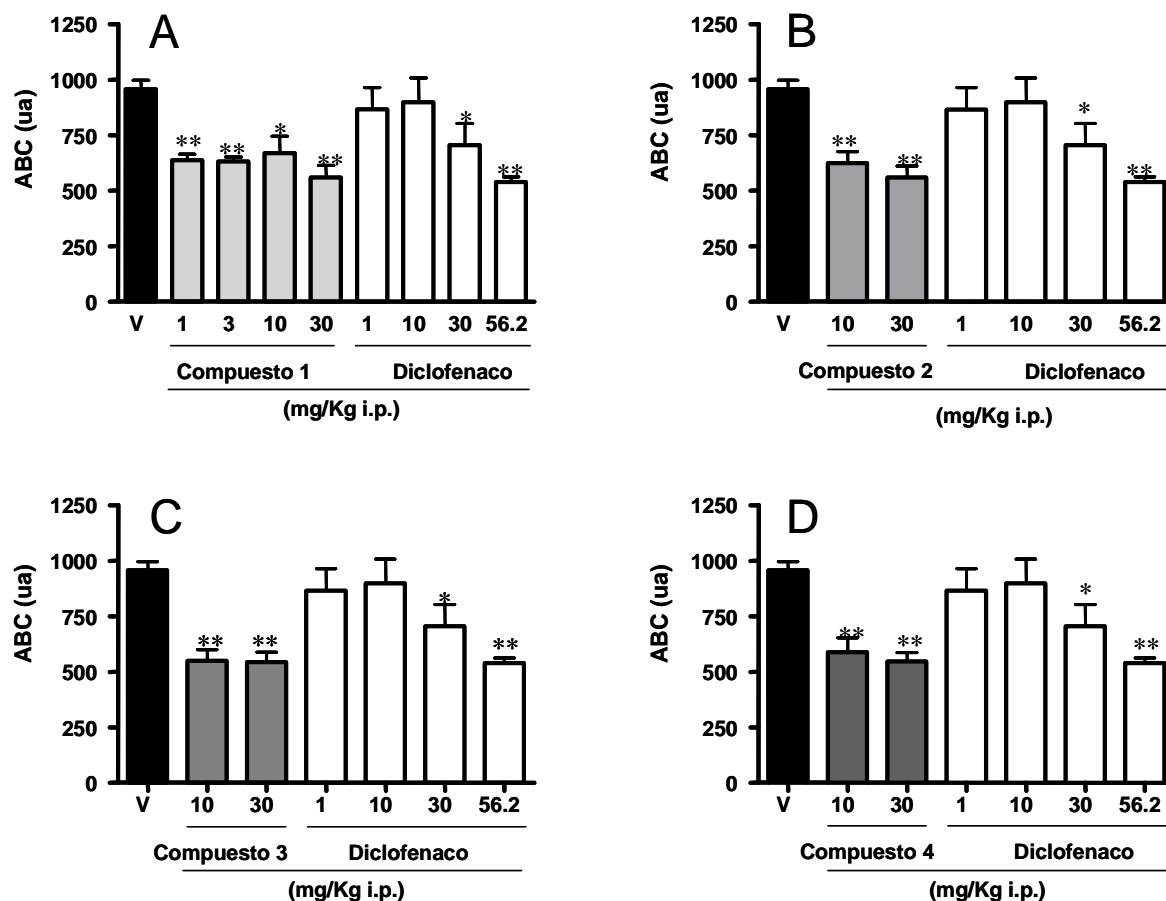 A
ABC (ua)
1250
1000
750
500
250
0
** ** * ** * **
V 1 3 10 30 1 10 30 56.2
Compuesto 1 Diclofenaco
(mg/Kg i.p.)
B
ABC (ua)
1250
1000
750
500
250
0
** ** * **
V 10 30 1 10 30 56.2
Compuesto 2 Diclofenaco
(mg/Kg i.p.)
C
ABC (ua)
1250
1000
750
500
250
0
** ** * **
V 10 30 1 10 30 56.2
Compuesto 3 Diclofenaco
(mg/Kg i.p.)
D
ABC (ua)
1250
1000
750
500
250
0
** ** * **
V 10 30 1 10 30 56.2
Compuesto 4 Diclofenaco
(mg/Kg i.p.)